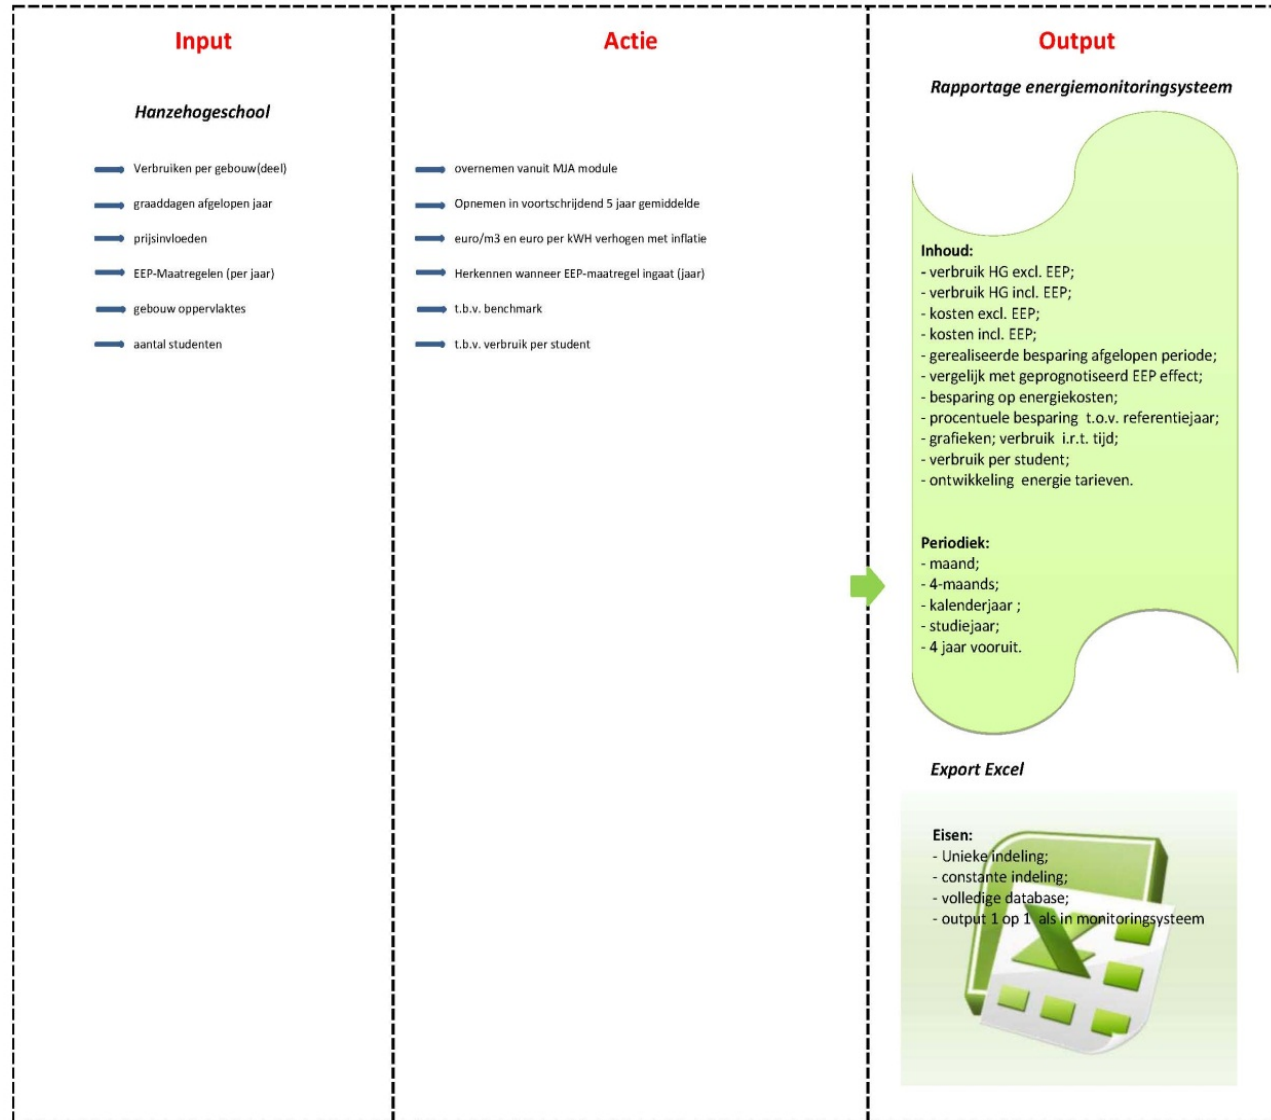 Input
Hanzehogeschool
Verbruiken per gebouw(deel)
graaddagen afgelopen jaar
prijsinvloeden
EEP-Maatregelen (per jaar)
gebouw oppervlaktes
aantal studenten
Actie
overnemen vanuit MJA module
Opnemen in voortschrijdend 5 jaar gemiddelde
euro/m3 en euro per kWH verhogen met inflatie
Herkennen wanneer EEP-maatregel ingaat (jaar)
t.b.v. benchmark
t.b.v. verbruik per student
Output
Rapportage energiemonitoringsysteem
Inhoud:
- verbruik HG excl. EEP;
- verbruik HG incl. EEP;
- kosten excl. EEP;
- kosten incl. EEP;
- gerealiseerde besparing afgelopen periode;
- vergelijk met geprognotiseerd EEP effect;
- besparing op energiekosten;
- procentuele besparing t.o.v. referentiejaar;
- grafieken; verbruik i.r.t. tijd;
- verbruik per student;
- ontwikkeling energie tarieven.
Periodiek:
- maand;
- 4-maands;
- kalenderjaar ;
- studiejaar;
- 4 jaar vooruit.
Export Excel
Eisen:
- Unieke indeling;
- constante indeling;
- volledige database;
- output 1 op 1 als in monitoringsysteem